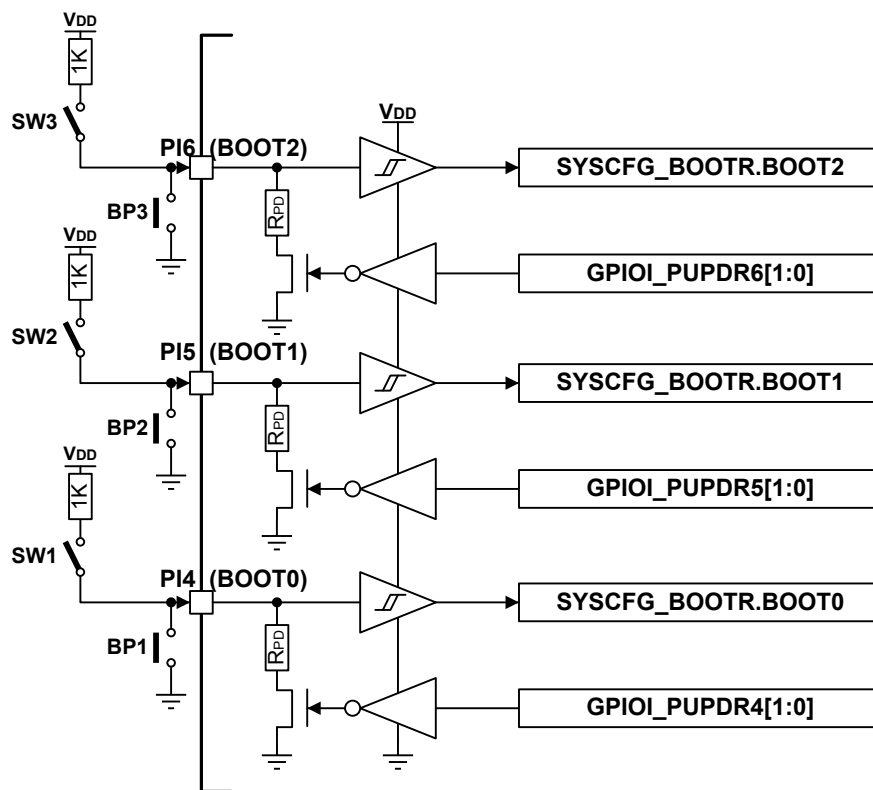 VDD
1K
SW3
VDD
PI6 (BOOT2)
SYSCFG_BOOTR.BOOT2
BP3
RPD
VDD
1K
GPIOI_PUPDR6[1:0]
SW2
PI5 (BOOT1)
SYSCFG_BOOTR.BOOT1
BP2
RPD
VDD
1K
GPIOI_PUPDR5[1:0]
SW1
PI4 (BOOT0)
SYSCFG_BOOTR.BOOT0
BP1
RPD
GPIOI_PUPDR4[1:0]